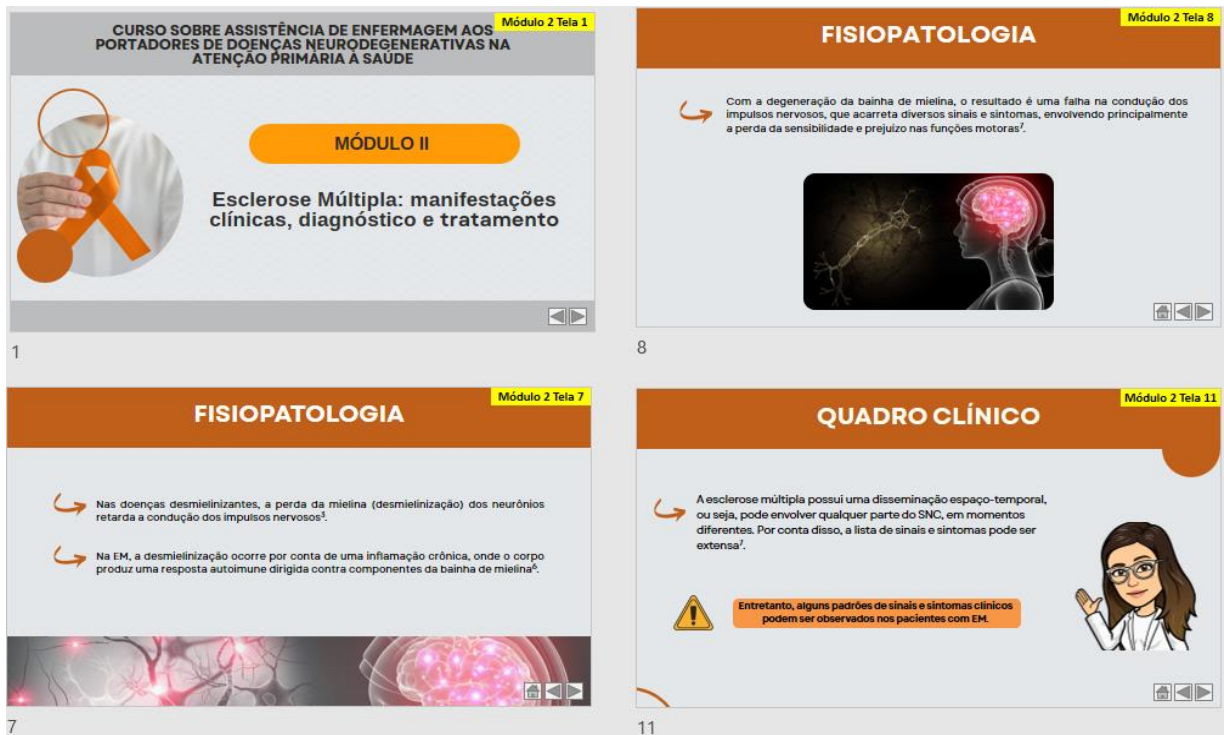 Módulo 2 Tela 1
CURSO SOBRE ASSISTÊNCIA DE ENFERMAGEM AOS
PORTADORES DE DOENÇAS NEURODEGENERATIVAS NA
ATENÇÃO PRIMÁRIA À SAÚDE
MÓDULO II
Esclerose Múltipla: manifestações
clínicas, diagnóstico e tratamento
1
Módulo 2 Tela 8
FISIOPATOLOGIA
Com a degeneração da bainha de mielina, o resultado é uma falha na condução dos
impulsos nervosos, que acarreta diversos sinais e sintomas, envolvendo principalmente
a perda da sensibilidade e prejuízo nas funções motoras⁷.
8
Módulo 2 Tela 7
FISIOPATOLOGIA
Nas doenças desmielinizantes, a perda da mielina (desmielinização) dos neurônios
retarda a condução dos impulsos nervosos³.
Na EM, a desmielinização ocorre por conta de uma inflamação crônica, onde o corpo
produz uma resposta autoimune dirigida contra componentes da bainha de mielina⁶.
7
Módulo 2 Tela 11
QUADRO CLÍNICO
A esclerose múltipla possui uma disseminação espaço-temporal,
ou seja, pode envolver qualquer parte do SNC, em momentos
diferentes. Por conta disso, a lista de sinais e sintomas pode ser
extensa⁷.
Entretanto, alguns padrões de sinais e sintomas clínicos
podem ser observados nos pacientes com EM.
11